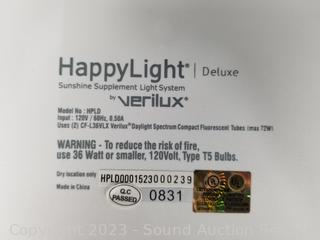 HappyLight® | Deluxe
Sunshine Supplement Light System
by verilux®
Model No : HPLD
Input : 120V / 60Hz, 0.50A
Uses (2) CF-L36VLX Verilux® Daylight Spectrum Compact Fluorescent Tubes (max 72W)
WARNING - To reduce the risk of fire,
use 36 Watt or smaller, 120Volt, Type T5 Bulbs.
Dry location only
HPLD0001523000239
Made in China
Q.C
PASSED
0831
© 2023 - Sound Auction Ser